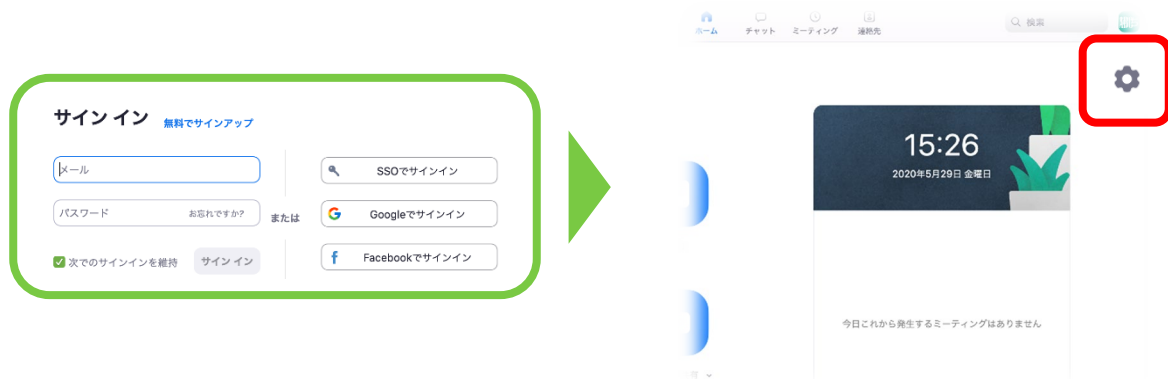 サイン イン 無料でサインアップ
メール
パスワード お忘れですか?
次でのサインインを維持 サイン イン
または
SSOでサインイン
Googleでサインイン
Facebookでサインイン
ホーム チャット ミーティング 連絡先 検索
15:26
2020年5月29日 金曜日
今日これから発生するミーティングはありません